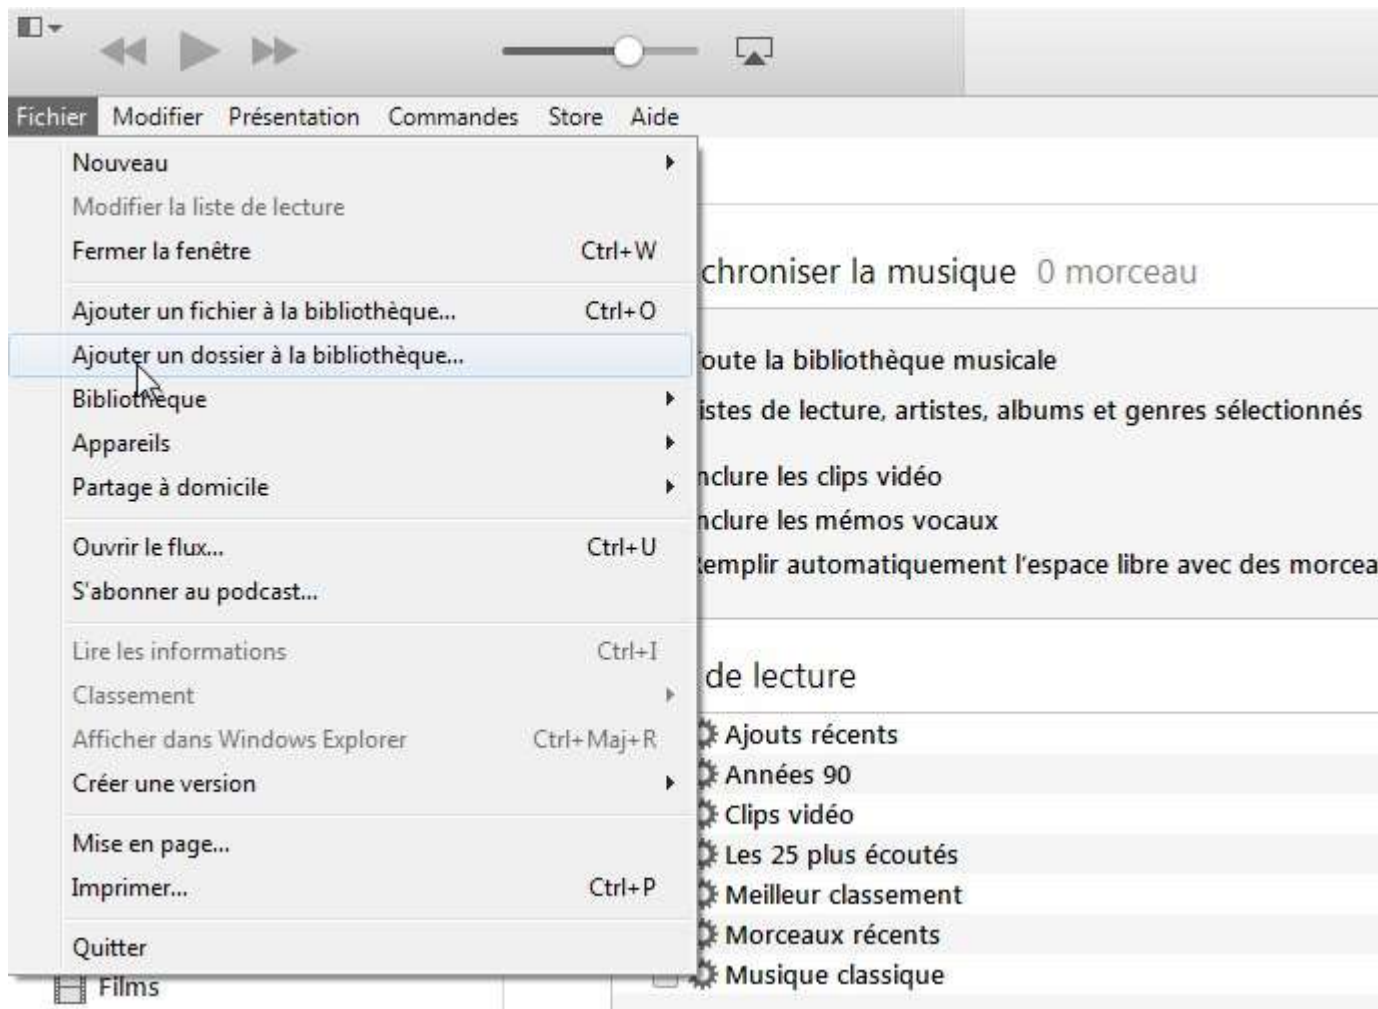 Fichier Modifier Présentation Commandes Store Aide
Nouveau
Modifier la liste de lecture
Fermer la fenêtre Ctrl+W
Ajouter un fichier à la bibliothèque... Ctrl+O
Ajouter un dossier à la bibliothèque...
Bibliothèque
Appareils
Partage à domicile
Ouvrir le flux... Ctrl+U
S'abonner au podcast...
Lire les informations Ctrl+I
Classement
Afficher dans Windows Explorer Ctrl+Maj+R
Créer une version
Mise en page...
Imprimer... Ctrl+P
Quitter
Films
chroniser la musique 0 morceau
oute la bibliothèque musicale
istes de lecture, artistes, albums et genres sélectionnés
nclure les clips vidéo
nclure les mémos vocaux
emplir automatiquement l'espace libre avec des morcea
de lecture
Ajouts récents
Années 90
Clips vidéo
Les 25 plus écoutés
Meilleur classement
Morceaux récents
Musique classique